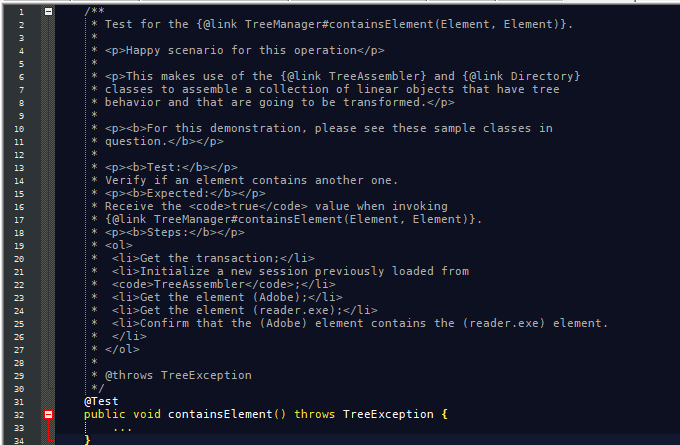 1 /**
2 * Test for the {@link TreeManager#containsElement(Element, Element)}.
3 *
4 * <p>Happy scenario for this operation</p>
5 *
6 * <p>This makes use of the {@link TreeAssembler} and {@link Directory}
7 * classes to assemble a collection of linear objects that have tree
8 * behavior and that are going to be transformed.</p>
9 *
10 * <p><b>For this demonstration, please see these sample classes in
11 * question.</b></p>
12 *
13 * <p><b>Test:</b></p>
14 * Verify if an element contains another one.
15 * <p><b>Expected:</b></p>
16 * Receive the <code>true</code> value when invoking
17 * {@link TreeManager#containsElement(Element, Element)}.
18 * <p><b>Steps:</b></p>
19 * <ol>
20 * <li>Get the transaction;</li>
21 * <li>Initialize a new session previously loaded from
22 * <code>TreeAssembler</code>;</li>
23 * <li>Get the element (Adobe);</li>
24 * <li>Get the element (reader.exe);</li>
25 * <li>Confirm that the (Adobe) element contains the (reader.exe) element.
26 * </li>
27 * </ol>
28 *
29 * @throws TreeException
30 */
31 @Test
32 public void containsElement() throws TreeException {
33 ...
34 }